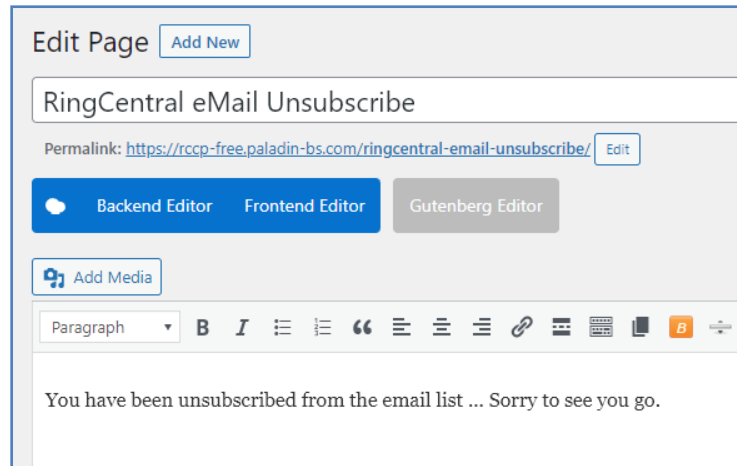 Edit Page Add New
RingCentral eMail Unsubscribe
Permalink: https://rccp-free.paladin-bs.com/ringcentral-email-unsubscribe/ Edit
Backend Editor Frontend Editor Gutenberg Editor
Add Media
Paragraph B I B
You have been unsubscribed from the email list ... Sorry to see you go.